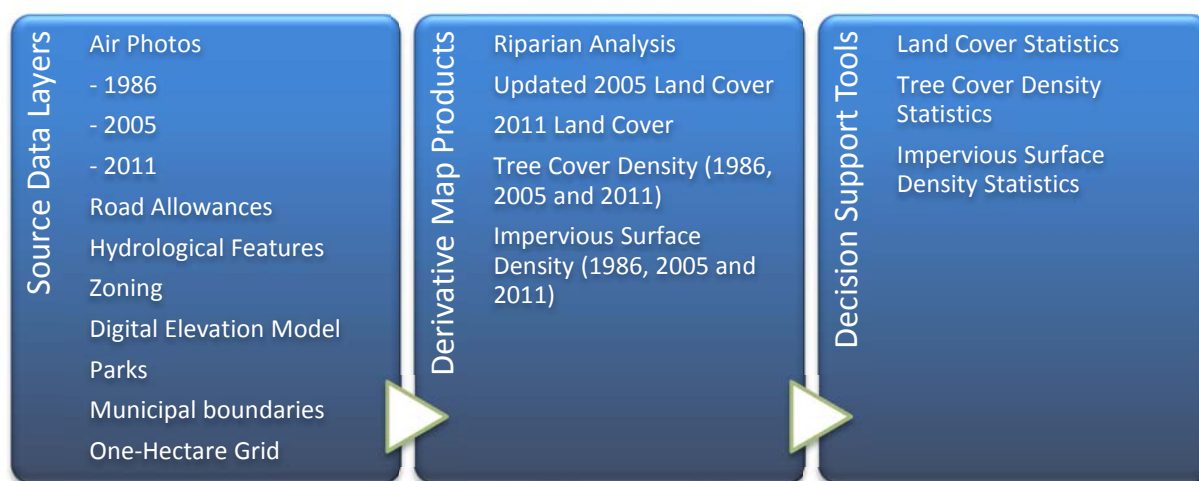 Source Data Layers
Air Photos
- 1986
- 2005
- 2011
Road Allowances
Hydrological Features
Zoning
Digital Elevation Model
Parks
Municipal boundaries
One-Hectare Grid
Derivative Map Products
Riparian Analysis
Updated 2005 Land Cover
2011 Land Cover
Tree Cover Density (1986,
2005 and 2011)
Impervious Surface
Density (1986, 2005 and
2011)
Decision Support Tools
Land Cover Statistics
Tree Cover Density
Statistics
Impervious Surface
Density Statistics